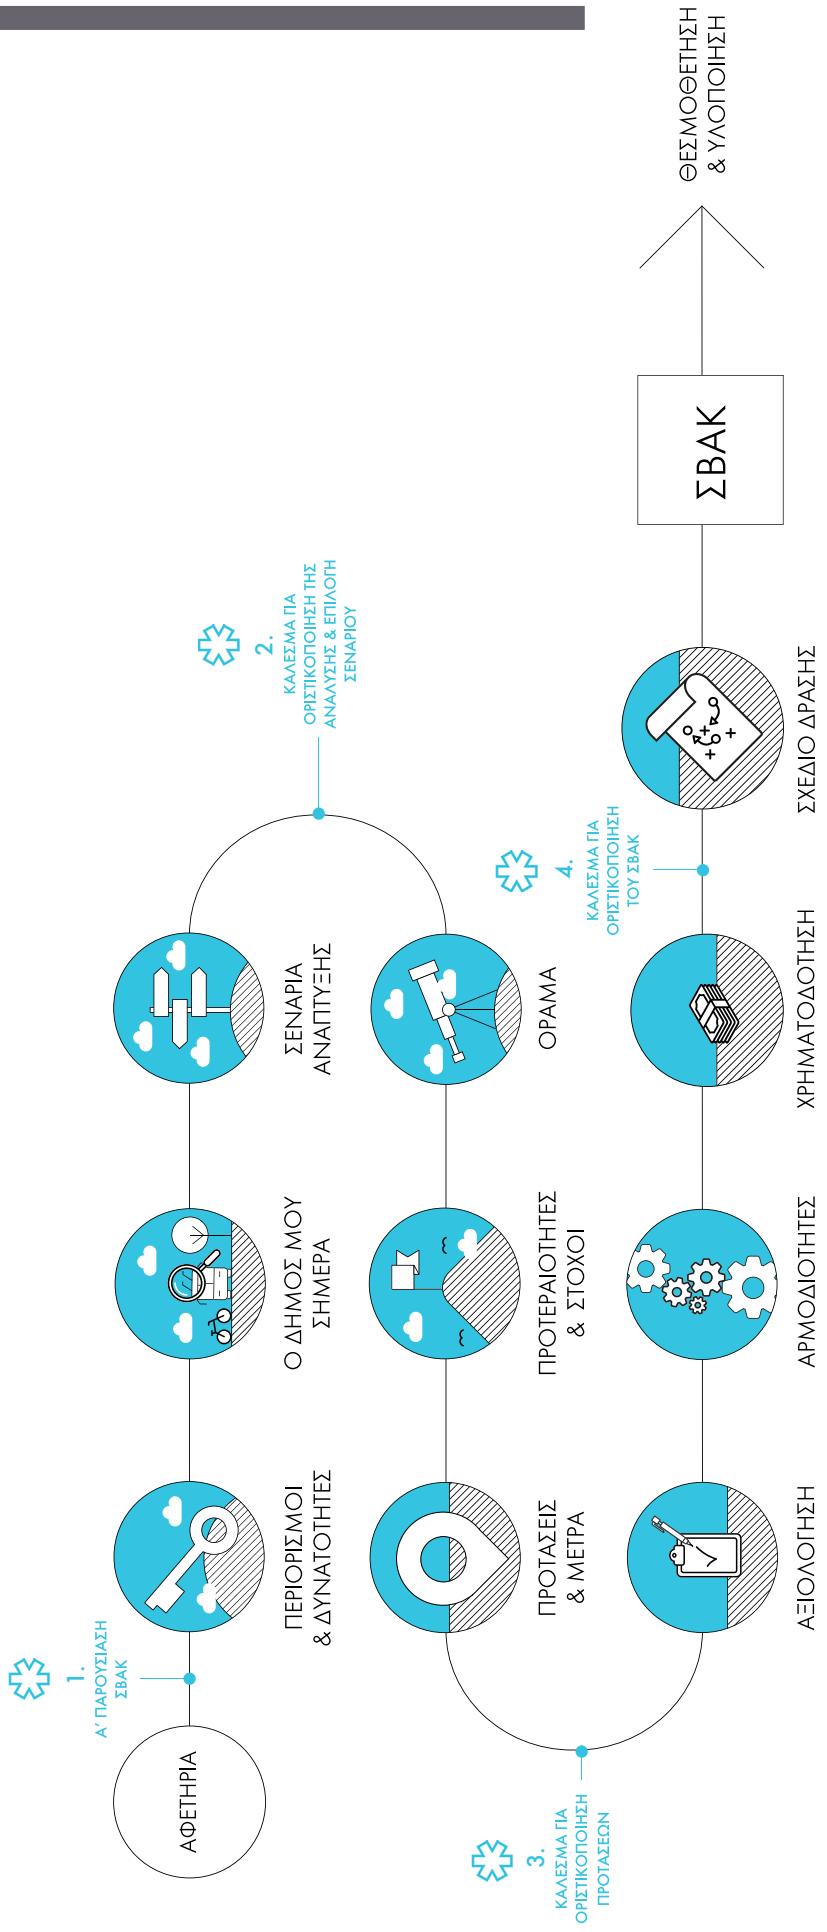 ΑΦΕΤΗΡΙΑ
1.
Α' ΠΑΡΟΥΣΙΑΣΗ
ΣΒΑΚ
ΠΕΡΙΟΡΙΣΜΟΙ
& ΔΥΝΑΤΟΤΗΤΕΣ
Ο ΔΗΜΟΣ ΜΟΥ
ΣΗΜΕΡΑ
ΣΕΝΑΡΙΑ
ΑΝΑΠΤΥΞΗΣ
2.
ΚΑΛΕΣΜΑ ΓΙΑ
ΟΡΙΣΤΙΚΟΠΟΙΗΣΗ ΤΗΣ
ΑΝΑΛΥΣΗΣ & ΕΠΙΛΟΓΗ
ΣΕΝΑΡΙΟΥ
ΟΡΑΜΑ
ΠΡΟΤΕΡΑΙΟΤΗΤΕΣ
& ΣΤΟΧΟΙ
ΠΡΟΤΑΣΕΙΣ
& ΜΕΤΡΑ
3.
ΚΑΛΕΣΜΑ ΓΙΑ
ΟΡΙΣΤΙΚΟΠΟΙΗΣΗ
ΠΡΟΤΑΣΕΩΝ
ΑΞΙΟΛΟΓΗΣΗ
ΑΡΜΟΔΙΟΤΗΤΕΣ
ΧΡΗΜΑΤΟΔΟΤΗΣΗ
4.
ΚΑΛΕΣΜΑ ΓΙΑ
ΟΡΙΣΤΙΚΟΠΟΙΗΣΗ
ΤΟΥ ΣΒΑΚ
ΣΧΕΔΙΟ ΔΡΑΣΗΣ
ΣΒΑΚ
ΘΕΣΜΟΘΕΤΗΣΗ
& ΥΛΟΠΟΙΗΣΗ